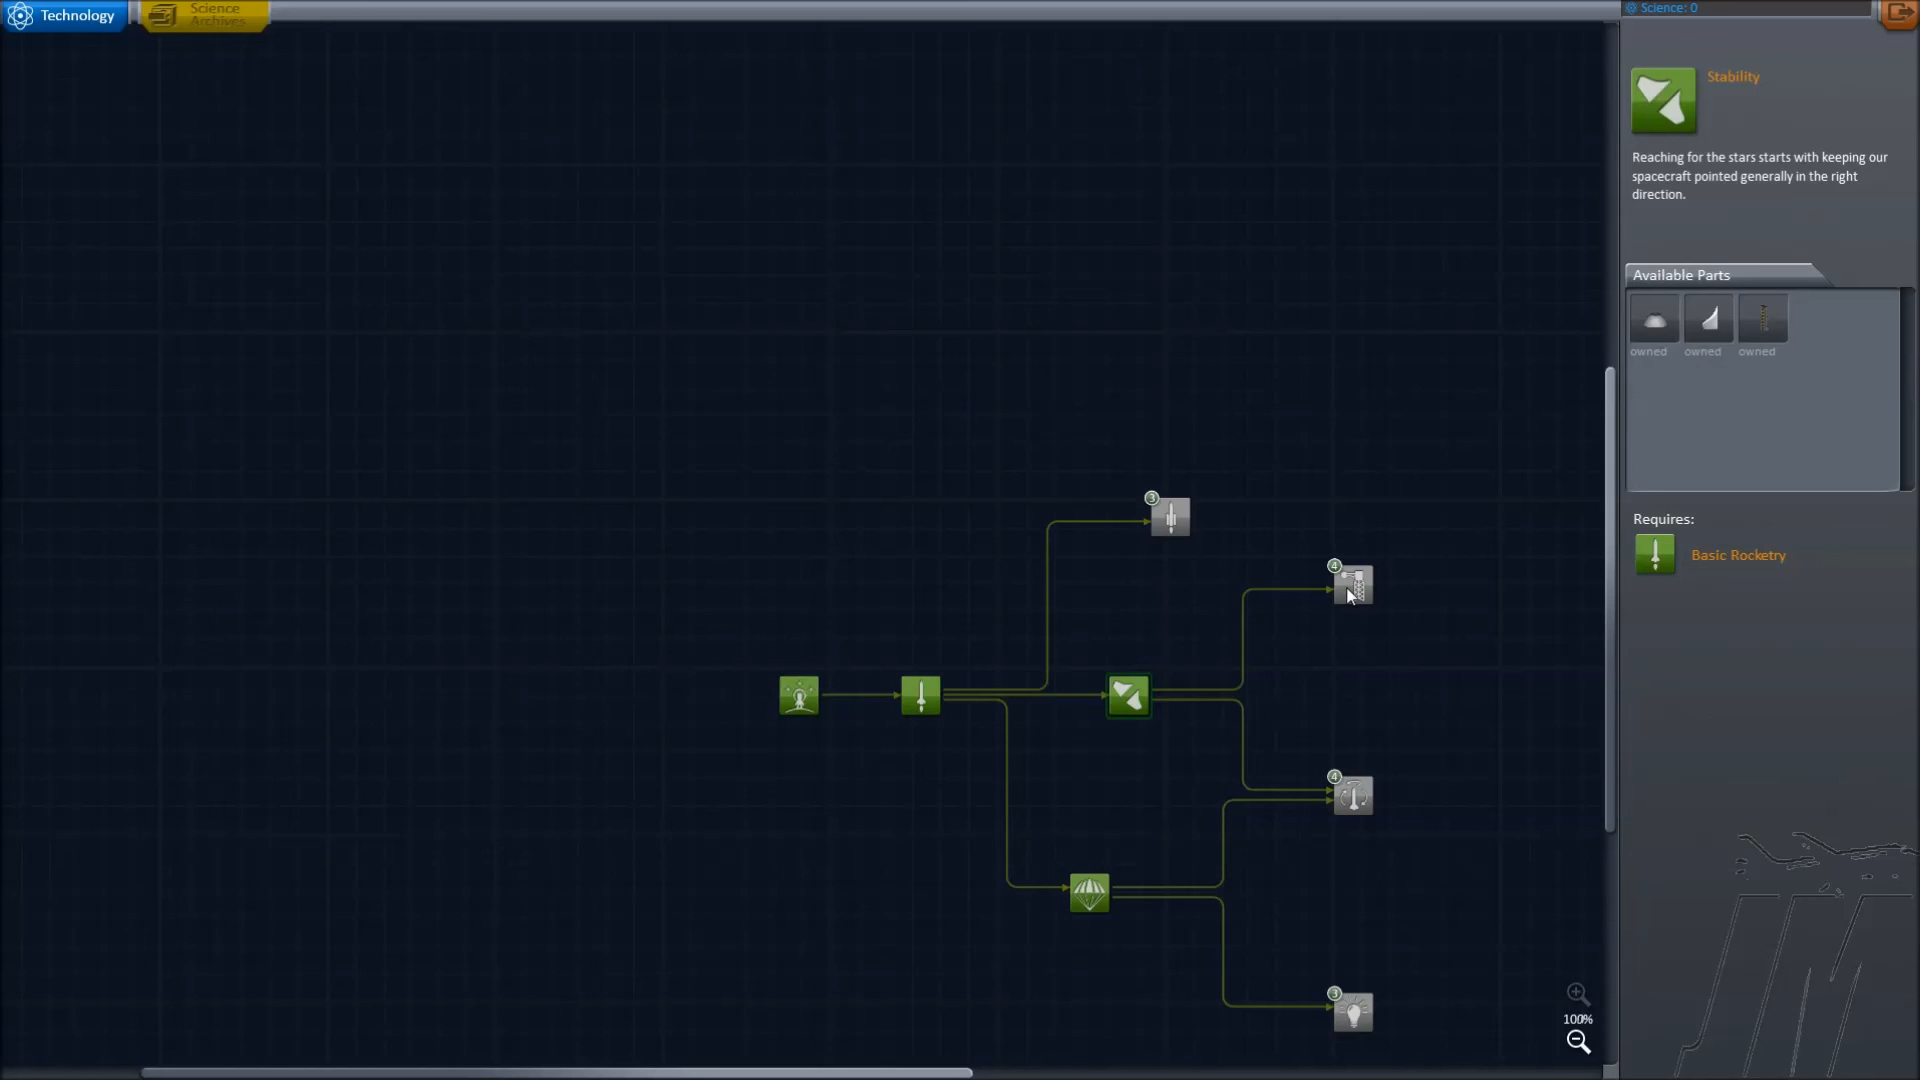 Technology
Science
Archives
Science: 0
Stability
Reaching for the stars starts with keeping our
spacecraft pointed generally in the right
direction.
Available Parts
owned owned owned
Requires:
Basic Rocketry
3
4
4
3
100%